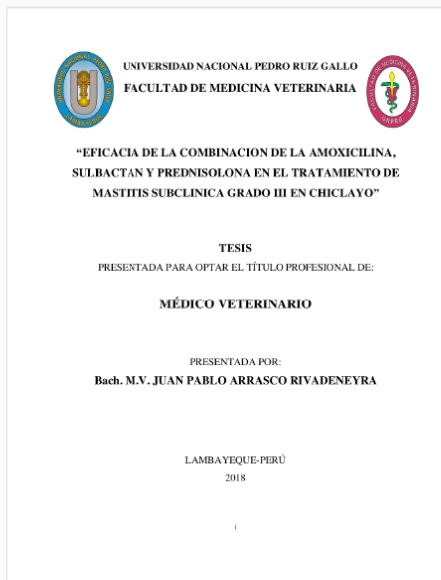 UNIVERSIDAD NACIONAL PEDRO RUIZ GALLO
FACULTAD DE MEDICINA VETERINARIA
“EFICACIA DE LA COMBINACION DE LA AMOXICILINA,
SULBACTAN Y PREDNISOLONA EN EL TRATAMIENTO DE
MASTITIS SUBCLINICA GRADO III EN CHICLAYO”
TESIS
PRESENTADA PARA OPTAR EL TÍTULO PROFESIONAL DE:
MÉDICO VETERINARIO
PRESENTADA POR:
Bach. M.V. JUAN PABLO ARRASCO RIVADENEYRA
LAMBAYEQUE-PERÚ
2018
i